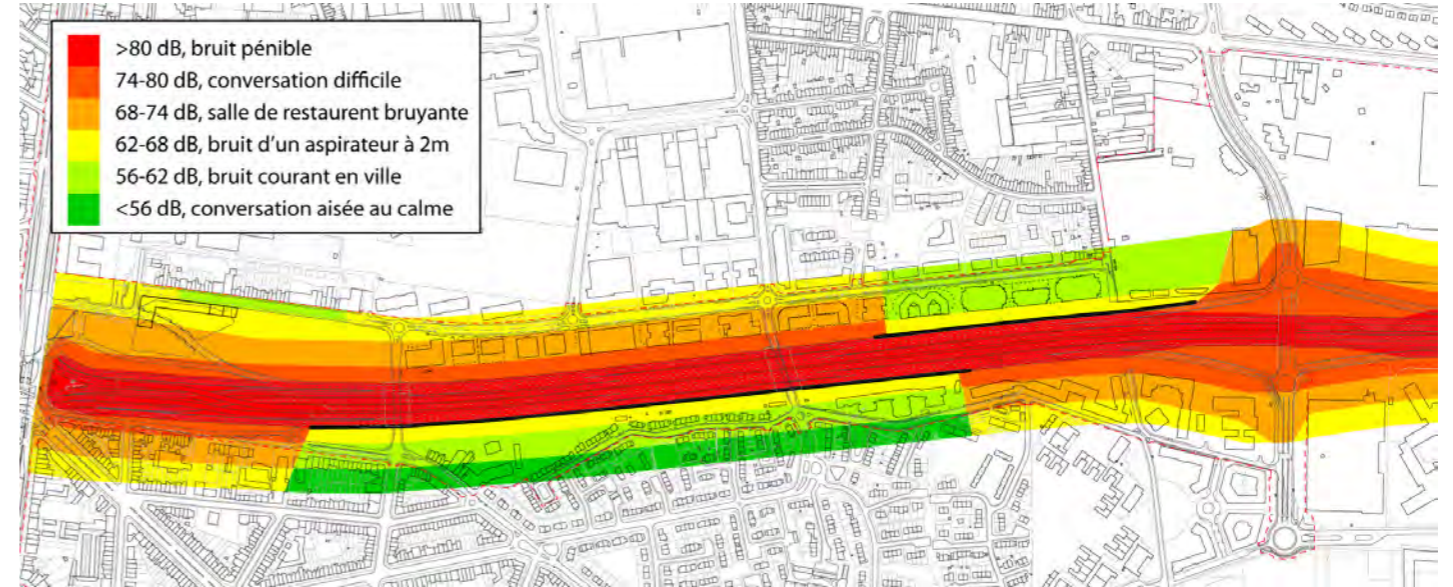 >80 dB, bruit pénible
74-80 dB, conversation difficile
68-74 dB, salle de restaurent bruyante
62-68 dB, bruit d'un aspirateur à 2m
56-62 dB, bruit courant en ville
<56 dB, conversation aisée au calme